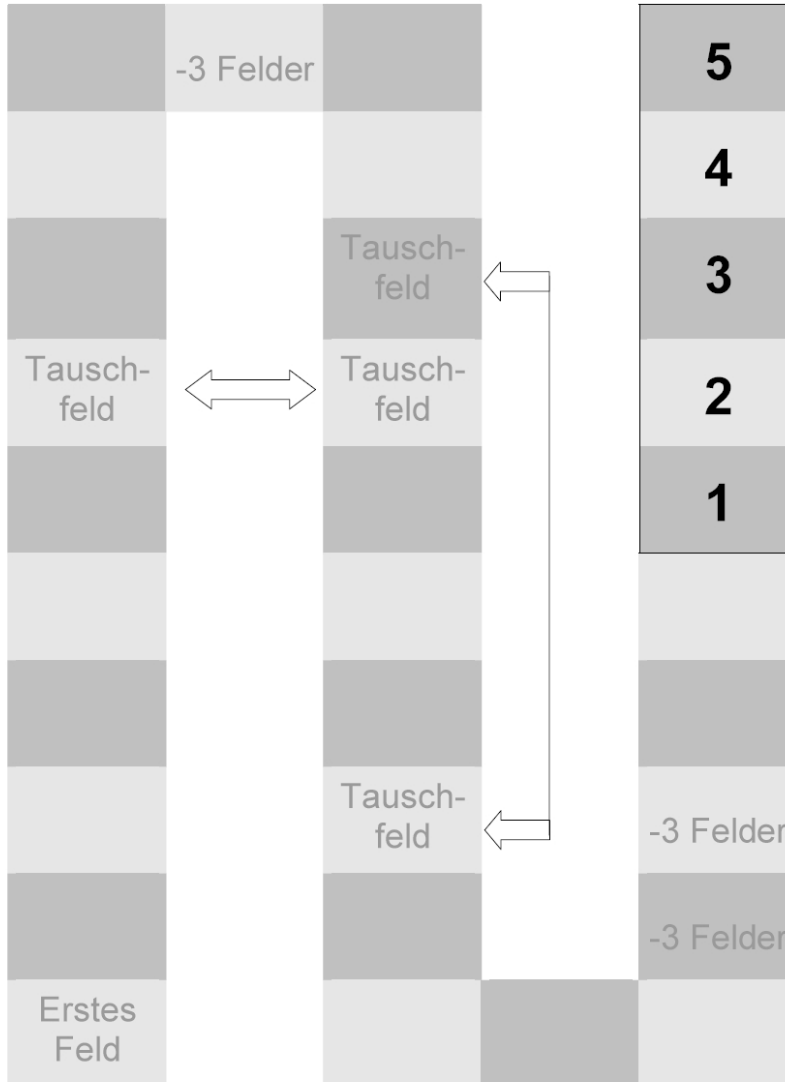 -3 Felder
5
4
Tausch-
feld
3
Tausch-
feld
Tausch-
feld
2
1
Tausch-
feld
-3 Felder
-3 Felder
Erstes
Feld